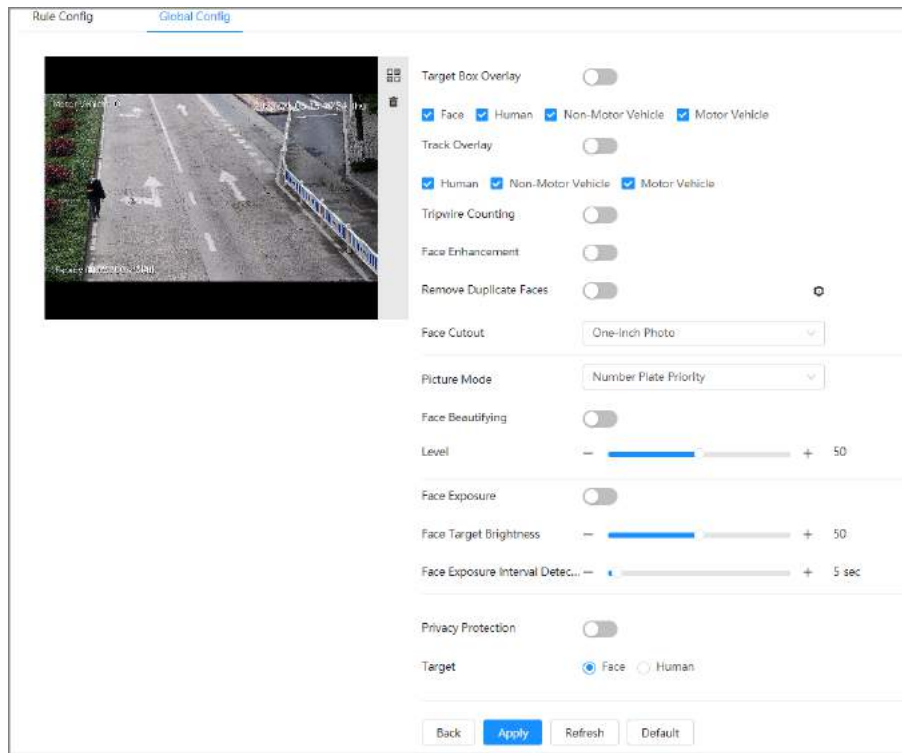 Rule Config Global Config
Target Box Overlay
Face Human Non-Motor Vehicle Motor Vehicle
Track Overlay
Human Non-Motor Vehicle Motor Vehicle
Tripwire Counting
Face Enhancement
Remove Duplicate Faces
Face Cutout One-Inch Photo
Picture Mode Number Plate Priority
Face Beautifying
Level − + 50
Face Exposure
Face Target Brightness − + 50
Face Exposure Interval Detec... − + 5 sec
Privacy Protection
Target Face Human
Back Apply Refresh Default
Motor Vehicle